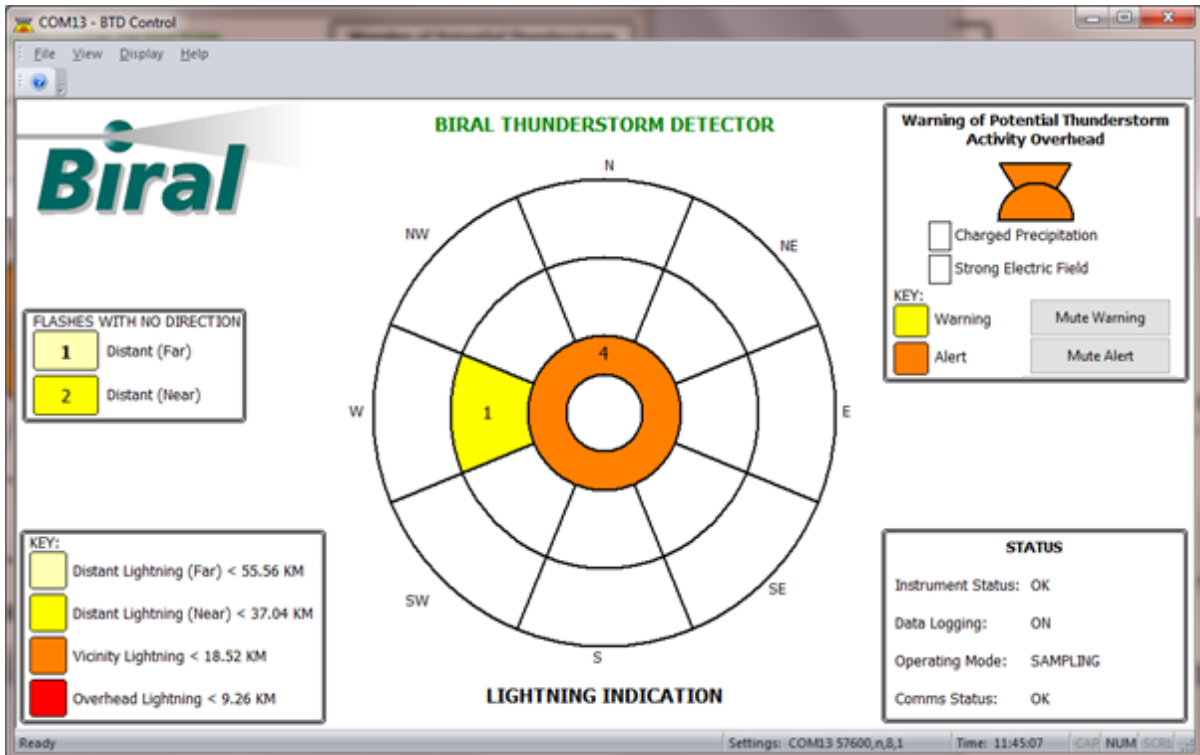 COM13 - BTD Control
File View Display Help
Biral
BIRAL THUNDERSTORM DETECTOR
N
NE
E
SE
S
SW
W
NW
4
1
FLASHES WITH NO DIRECTION
1 Distant (Far)
2 Distant (Near)
KEY:
Distant Lightning (Far) < 55.56 KM
Distant Lightning (Near) < 37.04 KM
Vicinity Lightning < 18.52 KM
Overhead Lightning < 9.26 KM
LIGHTNING INDICATION
Warning of Potential Thunderstorm
Activity Overhead
Charged Precipitation
Strong Electric Field
KEY:
Warning Mute Warning
Alert Mute Alert
STATUS
Instrument Status: OK
Data Logging: ON
Operating Mode: SAMPLING
Comms Status: OK
Ready Settings: COM13 57600,n,8,1 Time: 11:45:07 CAP NUM SCRL